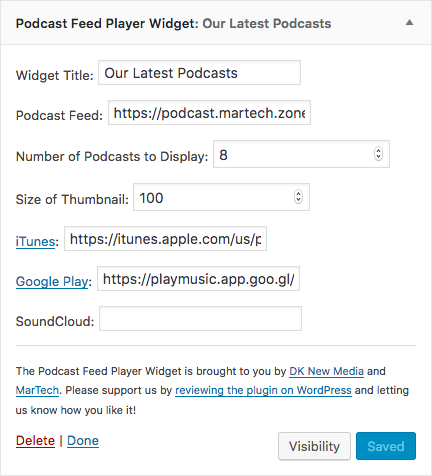 Podcast Feed Player Widget: Our Latest Podcasts
Widget Title: Our Latest Podcasts
Podcast Feed: https://podcast.martech.zone
Number of Podcasts to Display: 8
Size of Thumbnail: 100
iTunes: https://itunes.apple.com/us/p
Google Play: https://playmusic.app.goo.gl/
SoundCloud:
The Podcast Feed Player Widget is brought to you by DK New Media and
MarTech. Please support us by reviewing the plugin on WordPress and letting
us know how you like it!
Delete | Done Visibility Saved